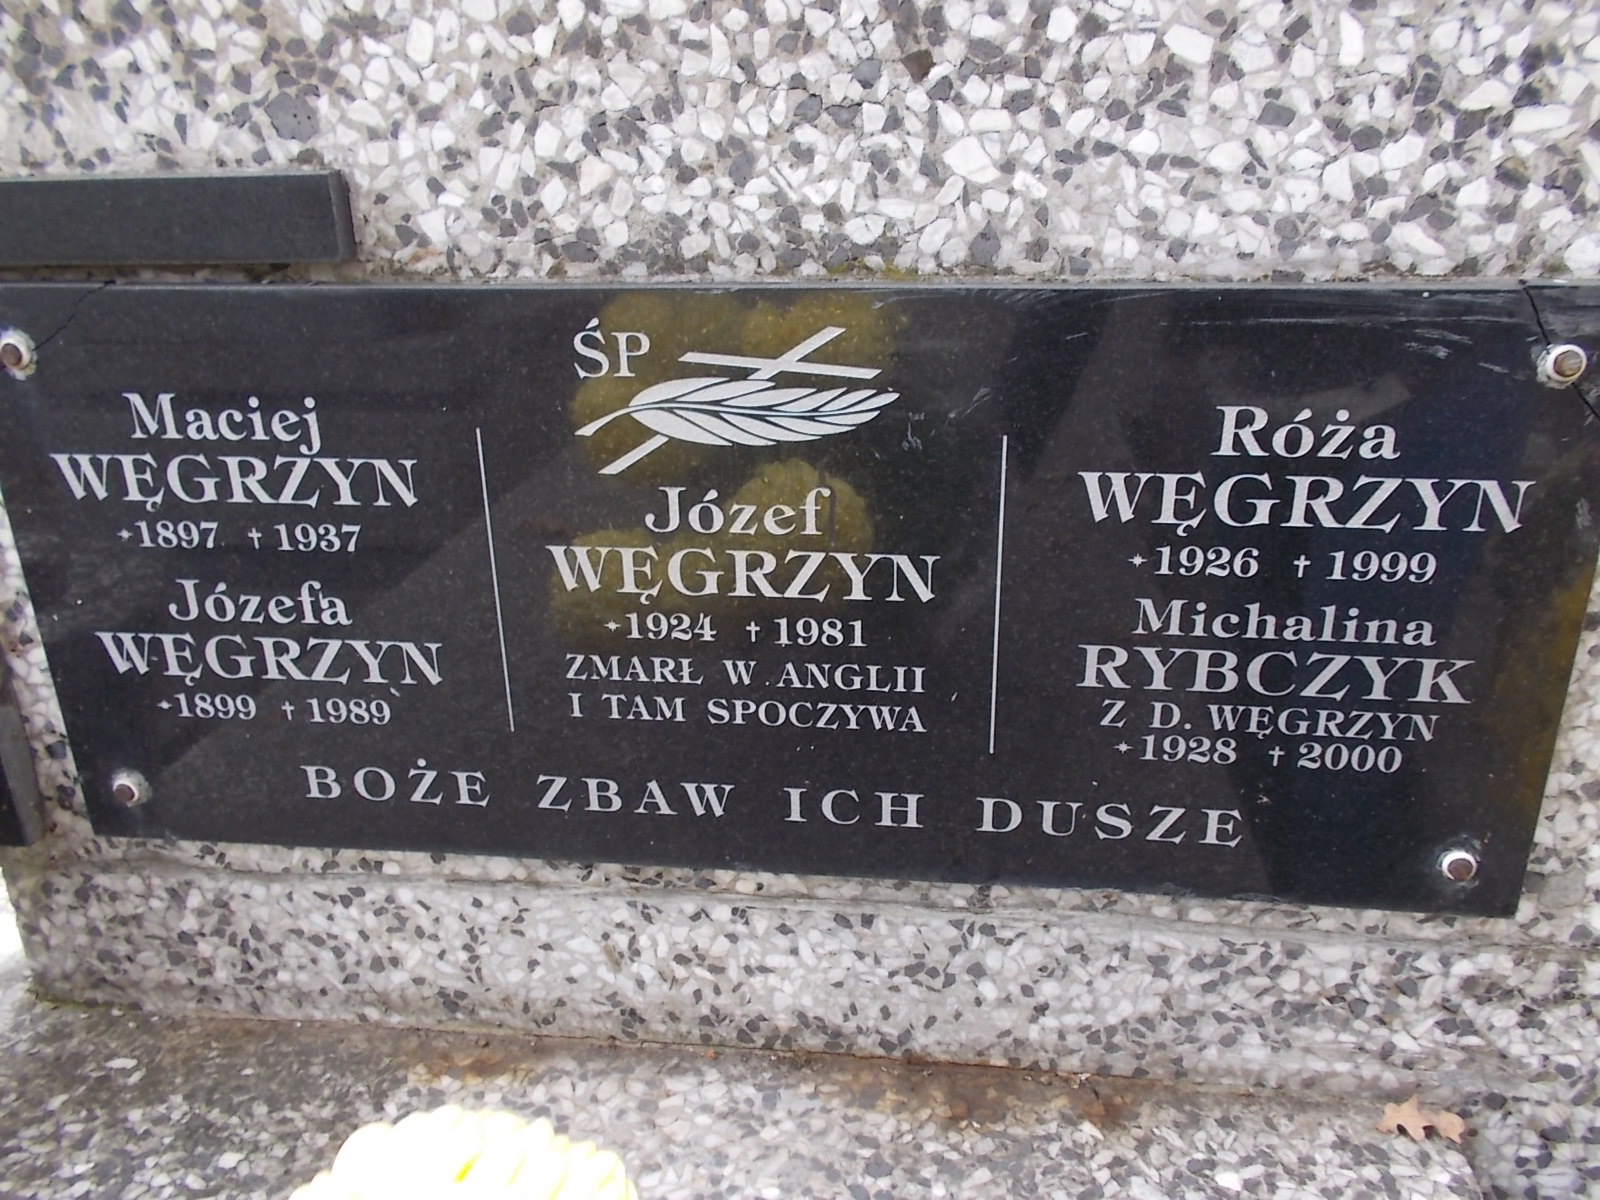 ŚP
Maciej
WĘGRZYN
*1897 †1937
Józefa
WĘGRZYN
*1899 †1989
Józef
WĘGRZYN
*1924 †1981
ZMARŁ W ANGLII
I TAM SPOCZYWA
Róża
WĘGRZYN
*1926 †1999
Michalina
RYBCZYK
Z D. WĘGRZYN
*1928 †2000
BOŻE ZBAW ICH DUSZE